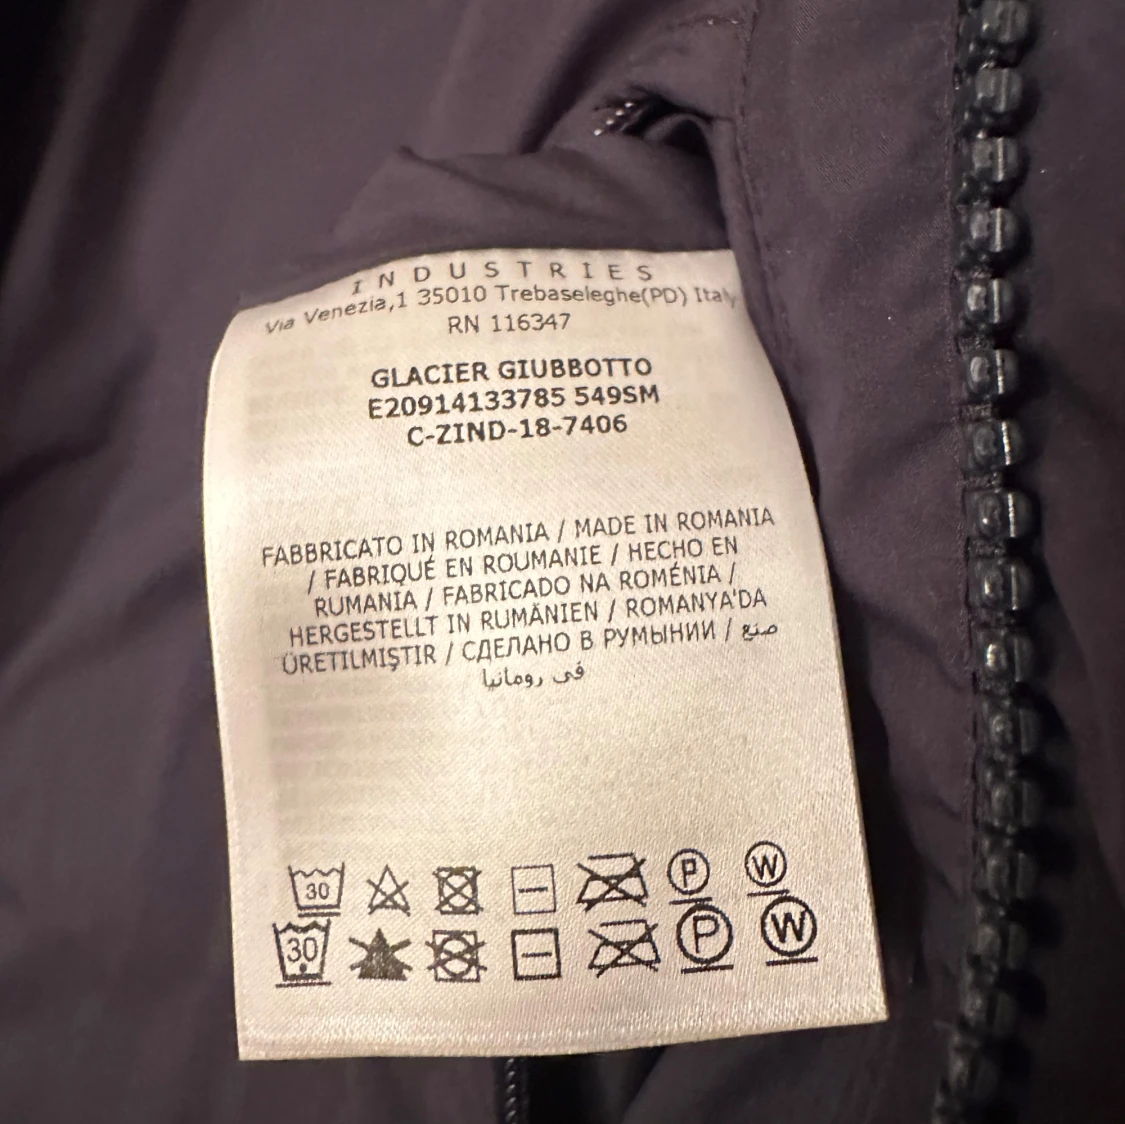 INDUSTRIES
Via Venezia,1 35010 Trebaseleghe(PD) Italy
RN 116347
GLACIER GIUBBOTTO
E20914133785 549SM
C-ZIND-18-7406
FABBRICATO IN ROMANIA / MADE IN ROMANIA
/ FABRIQUÉ EN ROUMANIE / HECHO EN
RUMANIA / FABRICADO NA ROMÉNIA /
HERGESTELLT IN RUMÄNIEN / ROMANYA'DA
ÜRETILMIŞTIR / СДЕЛАНО В РУМЫНИИ / صنع
في رومانيا
30 P W
30 P W